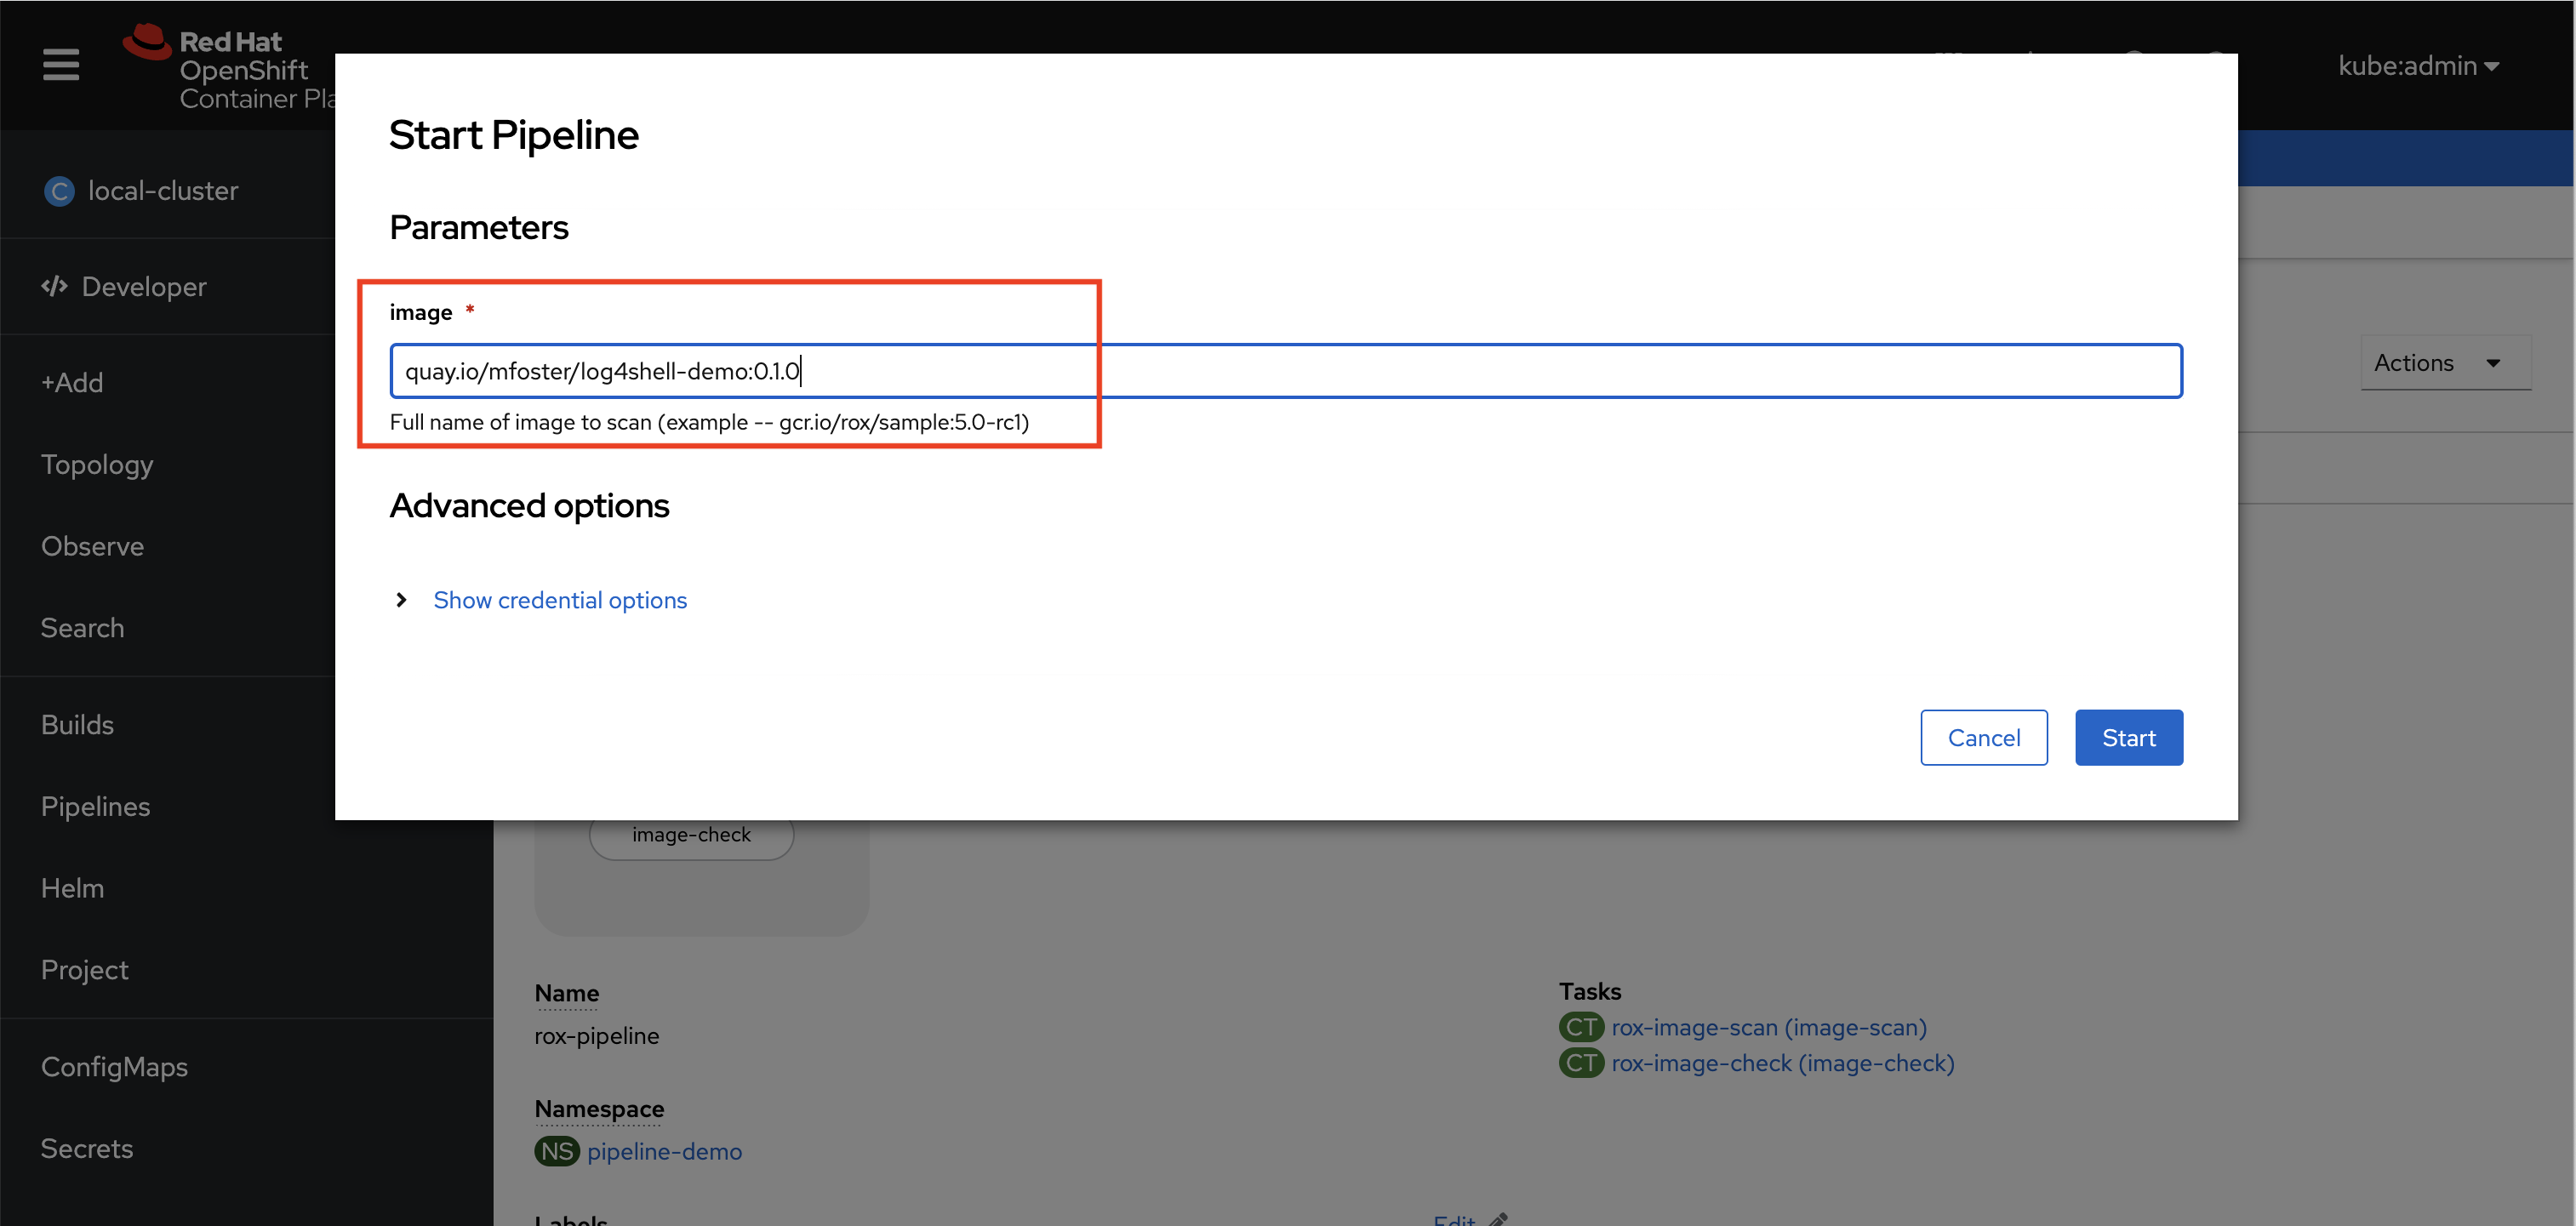 Red Hat
OpenShift
Container Pla
kube:admin
C local-cluster
Developer
+Add
Topology
Observe
Search
Builds
Pipelines
Helm
Project
ConfigMaps
Secrets
Start Pipeline
Parameters
image *
quay.io/mfoster/log4shell-demo:0.1.0
Full name of image to scan (example -- gcr.io/rox/sample:5.0-rc1)
Advanced options
Show credential options
Cancel
Start
Actions
image-check
Name
rox-pipeline
Namespace
NS pipeline-demo
Labels
Edit
Tasks
CT rox-image-scan (image-scan)
CT rox-image-check (image-check)